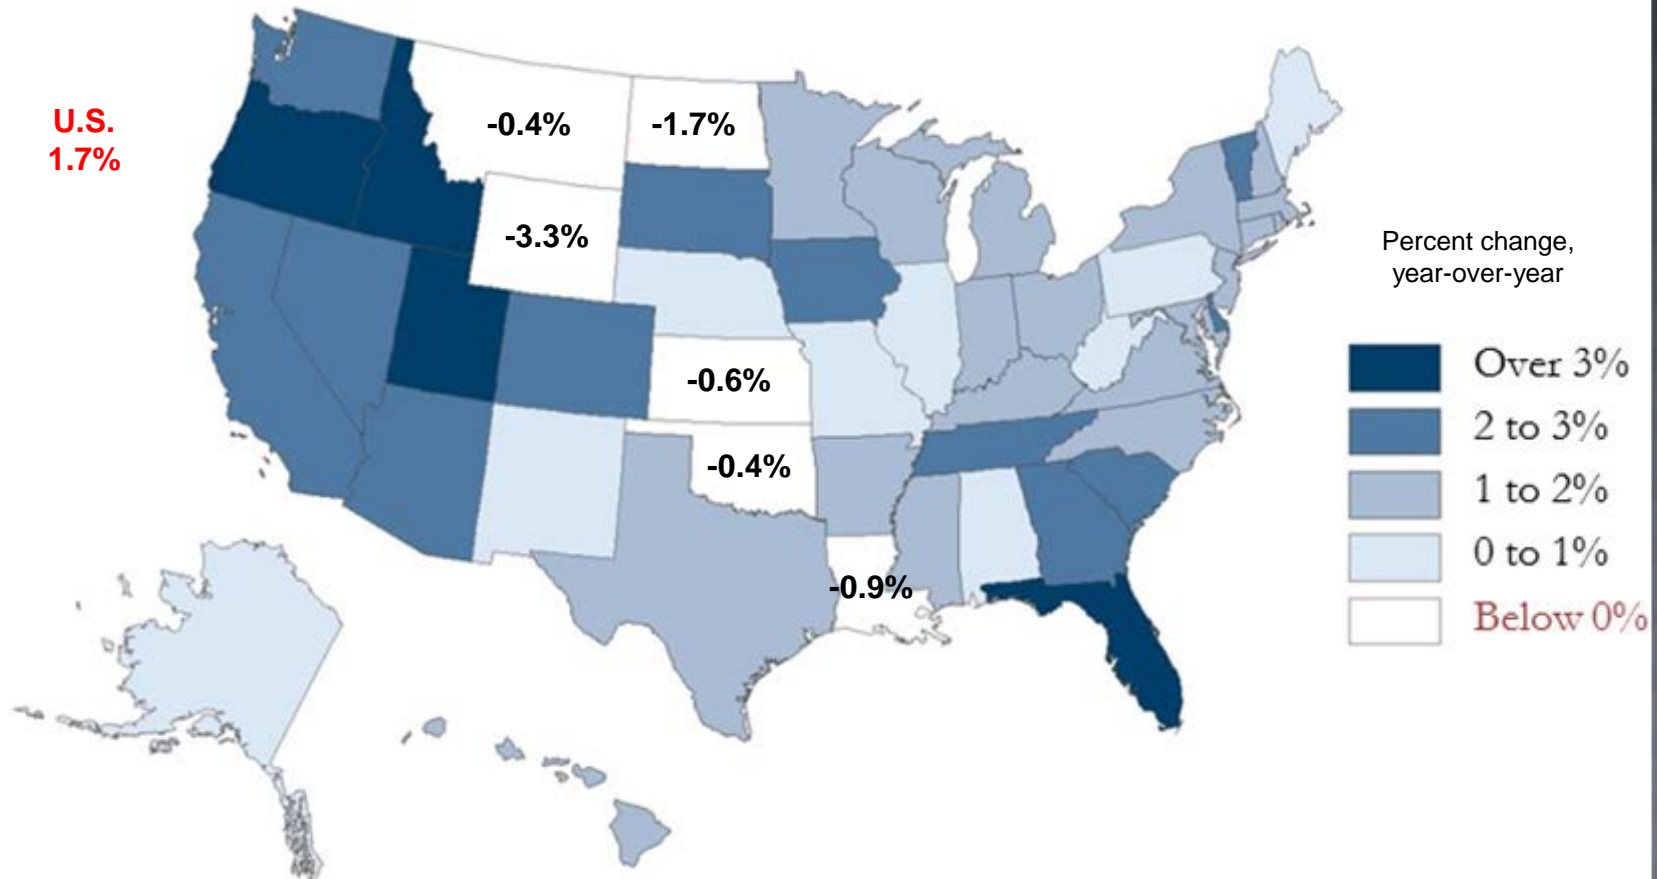 U.S.
1.7%
-0.4%
-1.7%
-3.3%
-0.6%
-0.4%
-0.9%
Percent change,
year-over-year
Over 3%
2 to 3%
1 to 2%
0 to 1%
Below 0%